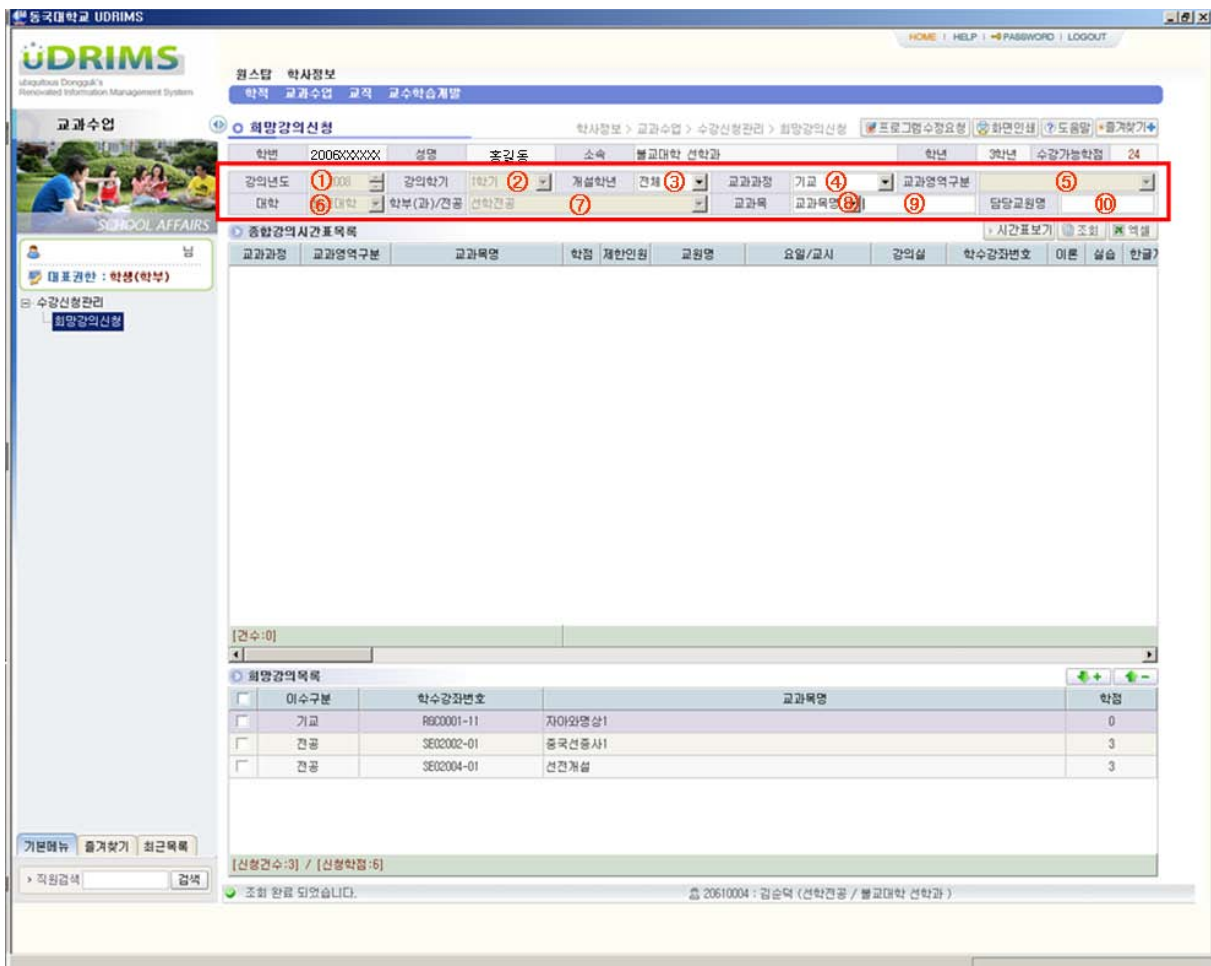 동국대학교 UDRIMS
HOME | HELP | PASSWORD | LOGOUT
UDRIMS
ubiquitous Dongguk's
Renovated Information Management System
원스탑 학사정보
학적 교과수업 교직 교수학습개발
교과수업
희망강의신청 학사정보 > 교과수업 > 수강신청관리 > 희망강의신청 프로그램수정요청 화면인쇄 도움말 즐겨찾기
학번 2006XXXXXX 성명 홍길동 소속 불교대학 선학과 학년 3학년 수강가능학점 24
강의년도 ① 강의학기 1학기 ② 개설학년 전체 ③ 교과과정 기교 ④ 교과영역구분 ⑤
대학 ⑥ 대학 학부(과)/전공 선학전공 ⑦ 교과목 교과목명 ⑧ ⑨ 담당교원명 ⑩
SCHOOL AFFAIRS
종합강의시간표목록 시간표보기 조회 엑셀
교과과정 교과영역구분 교과목명 학점 제한인원 교원명 요일/교시 강의실 학수강좌번호 이론 실습 한글
님
대표권한 : 학생(학부)
수강신청관리
희망강의신청
[건수:0]
희망강의목록
이수구분 학수강좌번호 교과목명 학점
기교 RGC0001-11 자아와명상1 0
전공 SEO2002-01 중국선종사1 3
전공 SEO2004-01 선전개설 3
기본메뉴 즐겨찾기 최근목록
[신청건수:3] / [신청학점:6]
직원검색 검색
조회 완료 되었습니다. 20610004 : 김순덕 (선학전공 / 불교대학 선학과 )